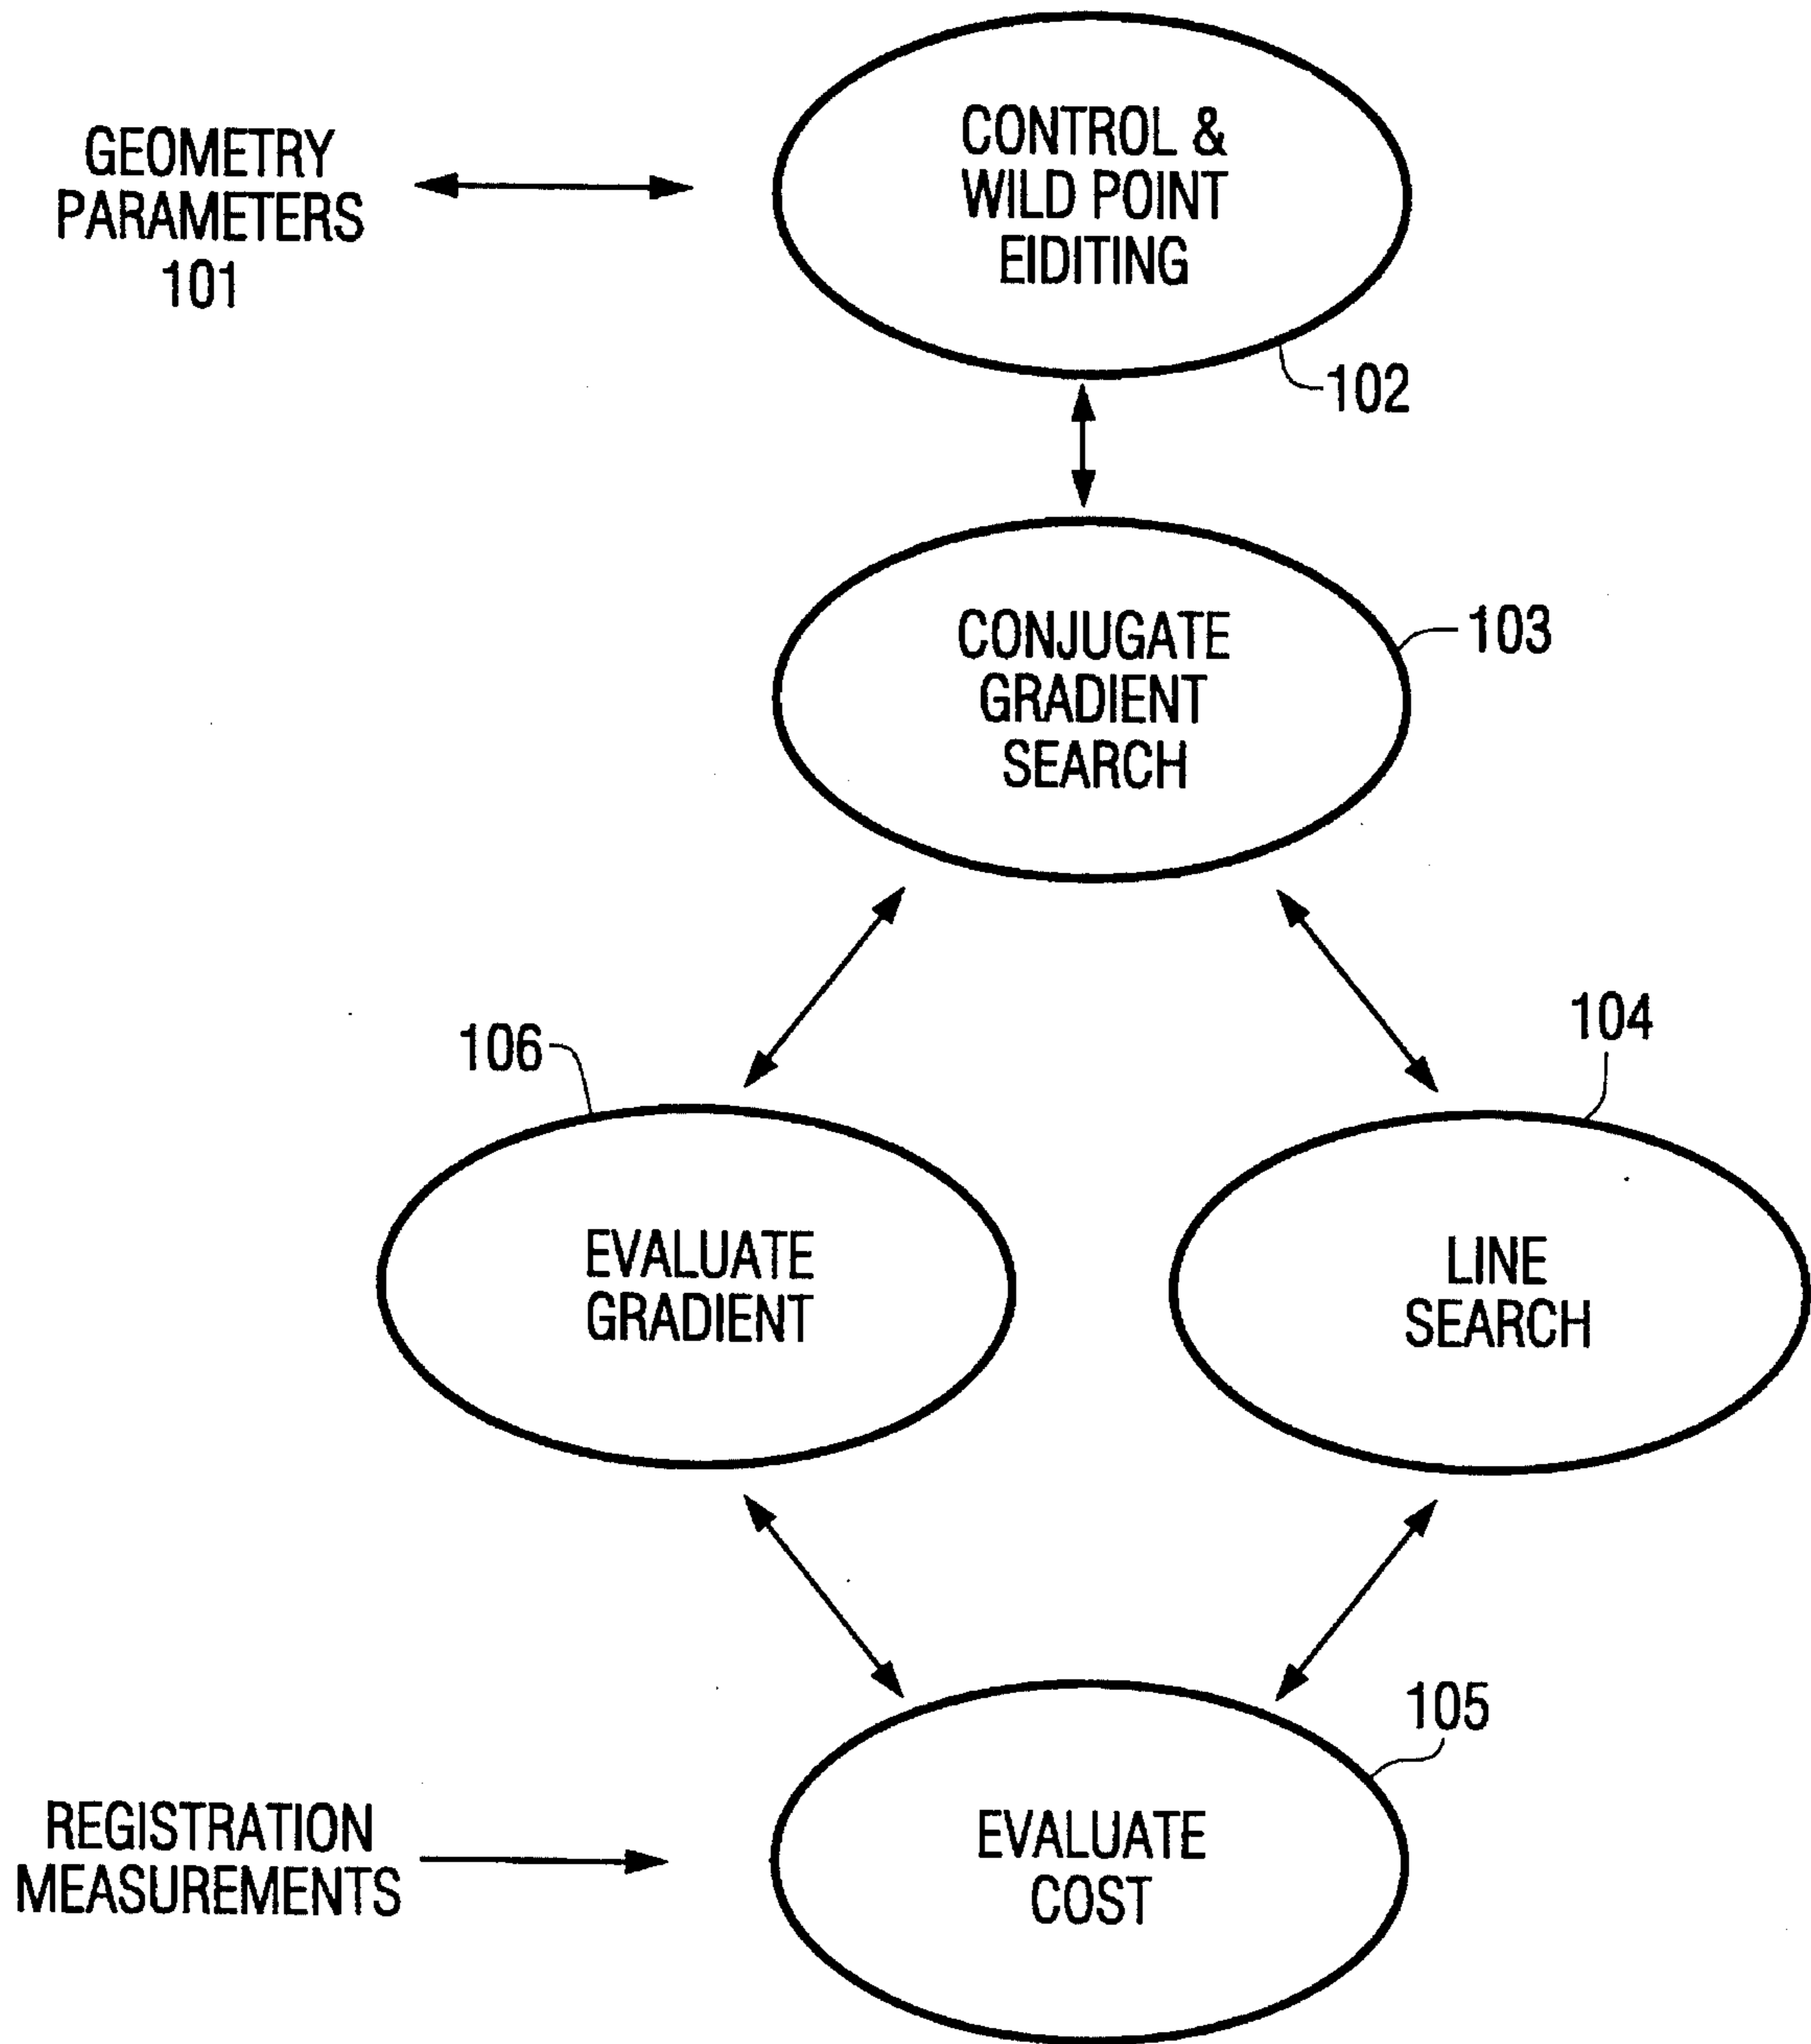 GEOMETRY
PARAMETERS
101
CONTROL &
WILD POINT
EIDITING
102
CONJUGATE
GRADIENT
SEARCH
103
106
EVALUATE
GRADIENT
104
LINE
SEARCH
REGISTRATION
MEASUREMENTS
105
EVALUATE
COST